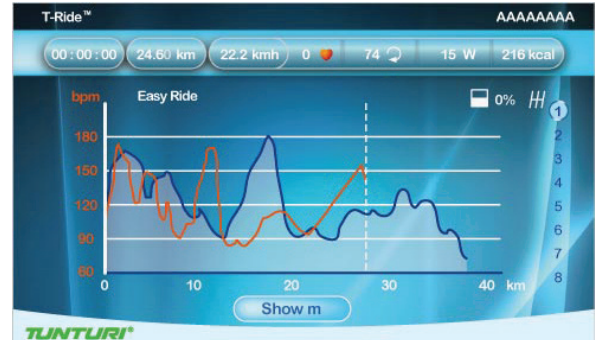 T-Ride™ AAAAAAAA
00 : 00 : 00 24.60 km 22.2 kmh 0 74 15 W 216 kcal
bpm Easy Ride 0%
1
180 2
150 3
4
120 5
90 6
7
60 8
0 10 20 30 40 km
Show m
TUNTURI®